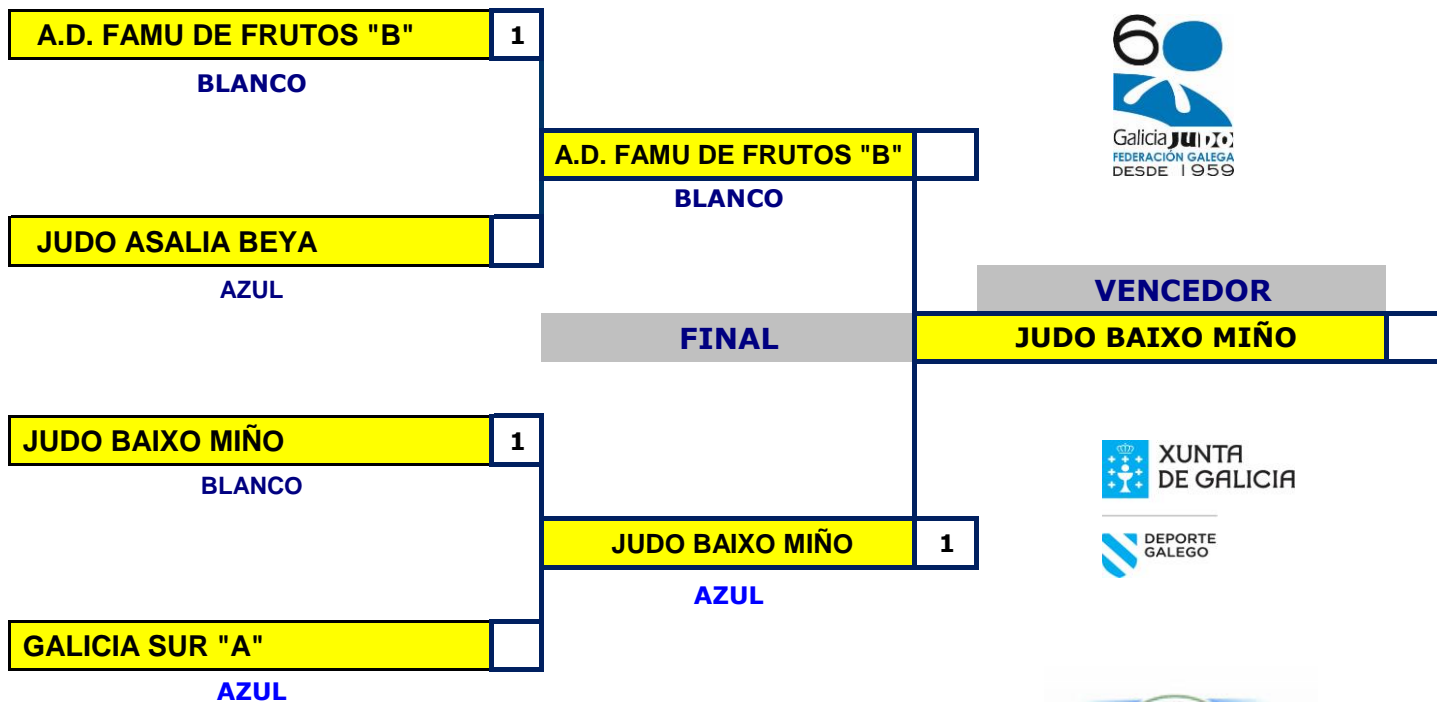 A.D. FAMU DE FRUTOS "B" 1
BLANCO
60
Galicia JUDO
FEDERACIÓN GALEGA
DESDE 1959
A.D. FAMU DE FRUTOS "B"
BLANCO
JUDO ASALIA BEYA
AZUL
VENCEDOR
FINAL
JUDO BAIXO MIÑO
JUDO BAIXO MIÑO 1
BLANCO
XUNTA
DE GALICIA
JUDO BAIXO MIÑO 1
AZUL
DEPORTE
GALEGO
GALICIA SUR "A"
AZUL